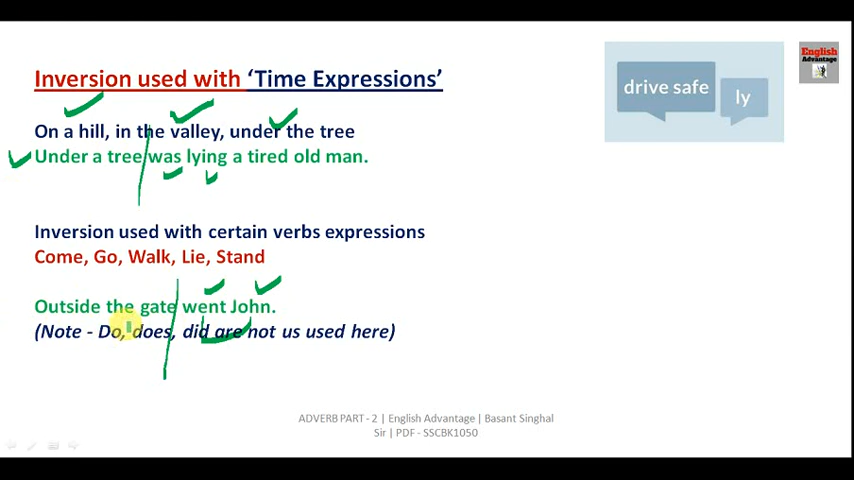 Inversion used with ‘Time Expressions’
drive safe
ly
English
Advantage
On a hill, in the valley, under the tree
Under a tree was lying a tired old man.
Inversion used with certain verbs expressions
Come, Go, Walk, Lie, Stand
Outside the gate went John.
(Note - Do, does, did are not us used here)
ADVERB PART - 2 | English Advantage | Basant Singhal
Sir | PDF - SSCBK1050